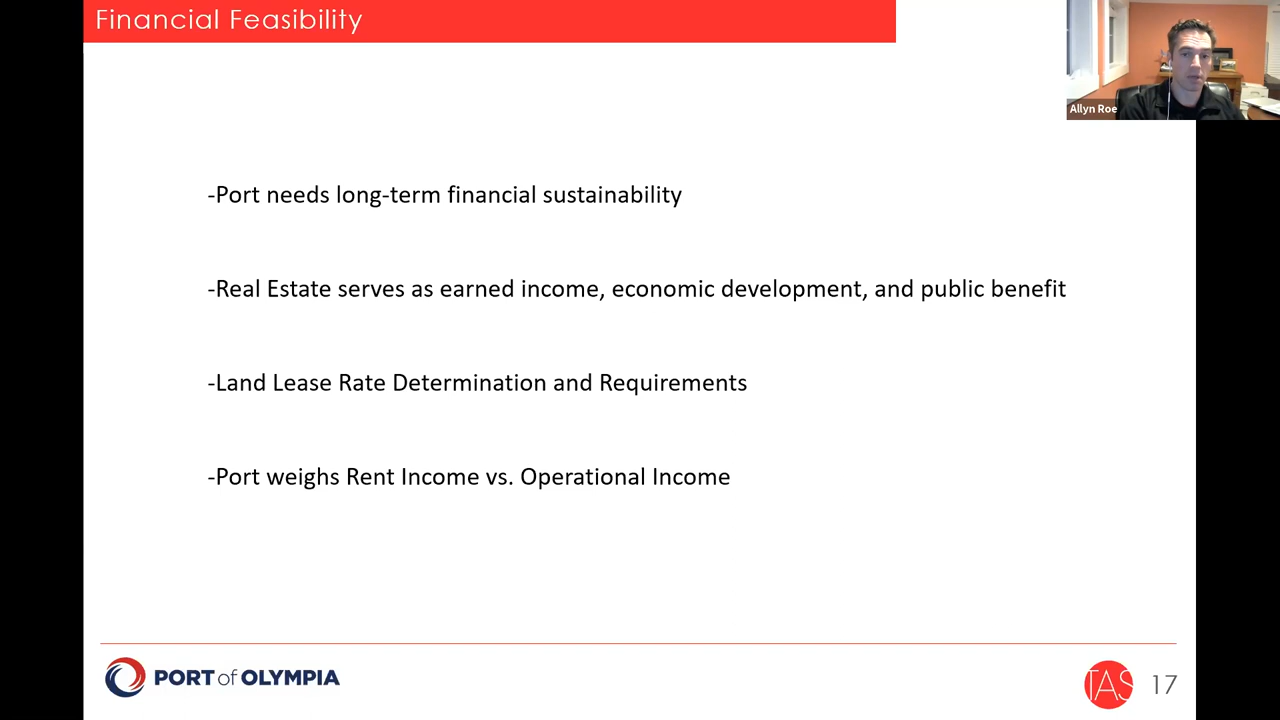 Financial Feasibility
Allyn Roe
-Port needs long-term financial sustainability
-Real Estate serves as earned income, economic development, and public benefit
-Land Lease Rate Determination and Requirements
-Port weighs Rent Income vs. Operational Income
PORT of OLYMPIA
TAS
17